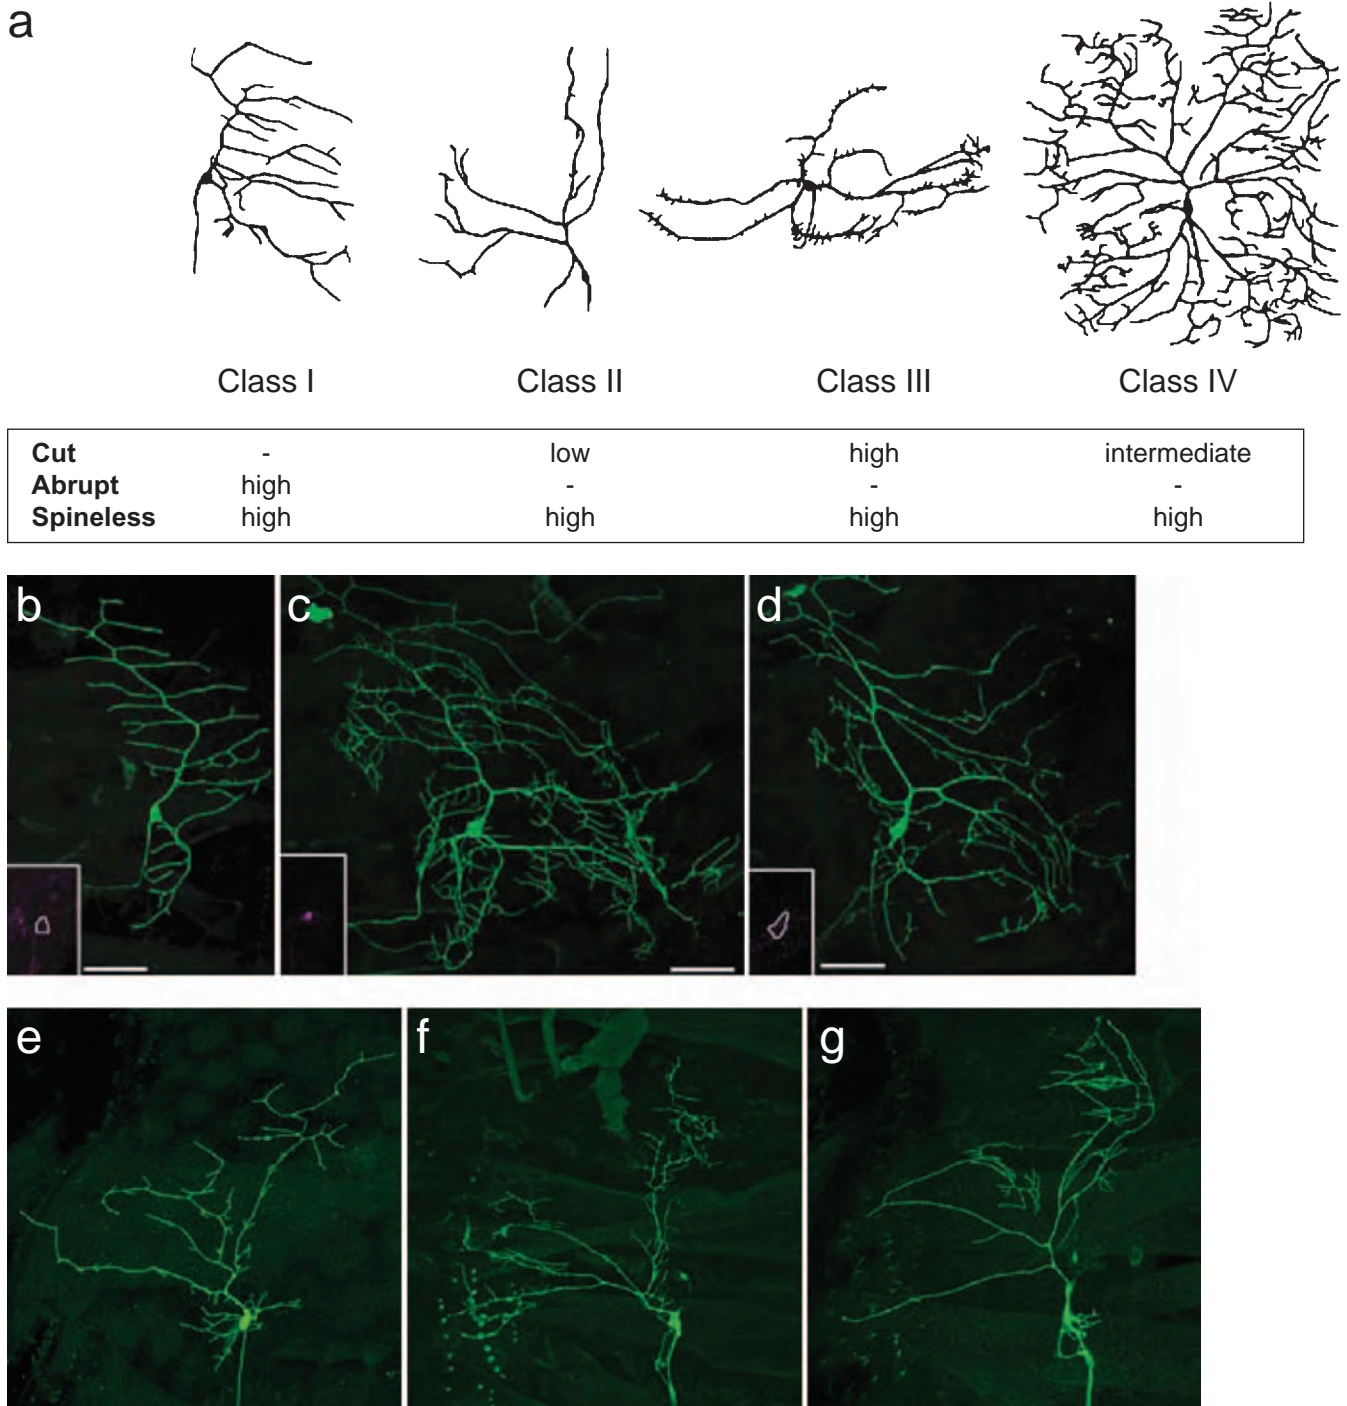 a
Class I Class II Class III Class IV
Cut - low high intermediate
Abrupt high - - -
Spineless high high high high
b c d
e f g